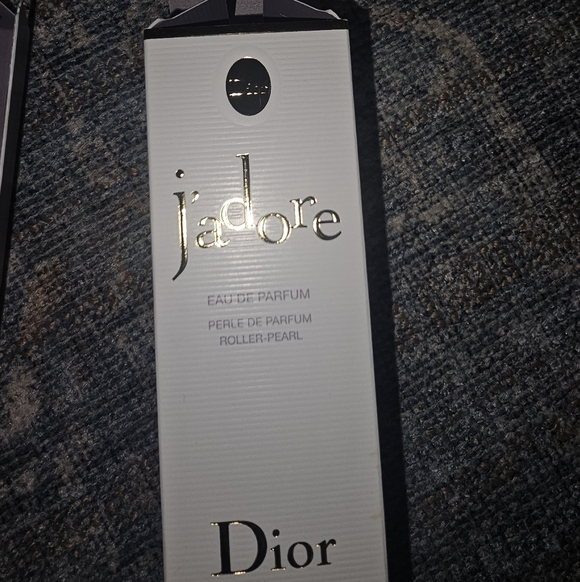 Dior
j'adore
EAU DE PARFUM
PERLE DE PARFUM
ROLLER-PEARL
Dior